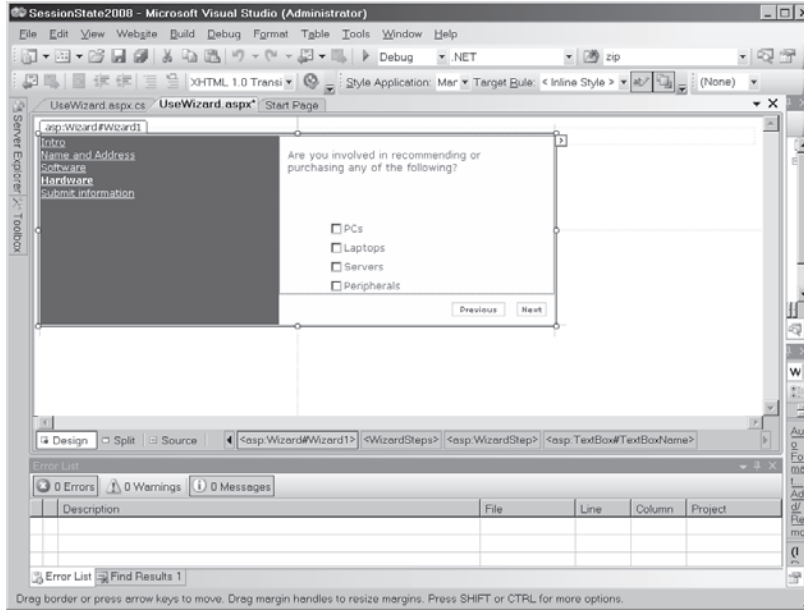 SessionState2008 - Microsoft Visual Studio (Administrator)
File Edit View Website Build Debug Format Table Tools Window Help
Debug .NET zip
XHTML 1.0 Transi Style Application: Mar Target Rule: < Inline Style > (None)
Server Explorer Toolbox
UseWizard.aspx.cs UseWizard.aspx* Start Page
asp:Wizard#Wizard1
Intro
Name and Address
Software
Hardware
Submit information
Are you involved in recommending or
purchasing any of the following?
PCs
Laptops
Servers
Peripherals
Previous Next
Design Split Source <asp:Wizard#Wizard1> <WizardSteps> <asp:WizardStep> <asp:TextBox#TextBoxName>
Error List
0 Errors 0 Warnings 0 Messages
Description File Line Column Project
Error List Find Results 1
Drag border or press arrow keys to move. Drag margin handles to resize margins. Press SHIFT or CTRL for more options.